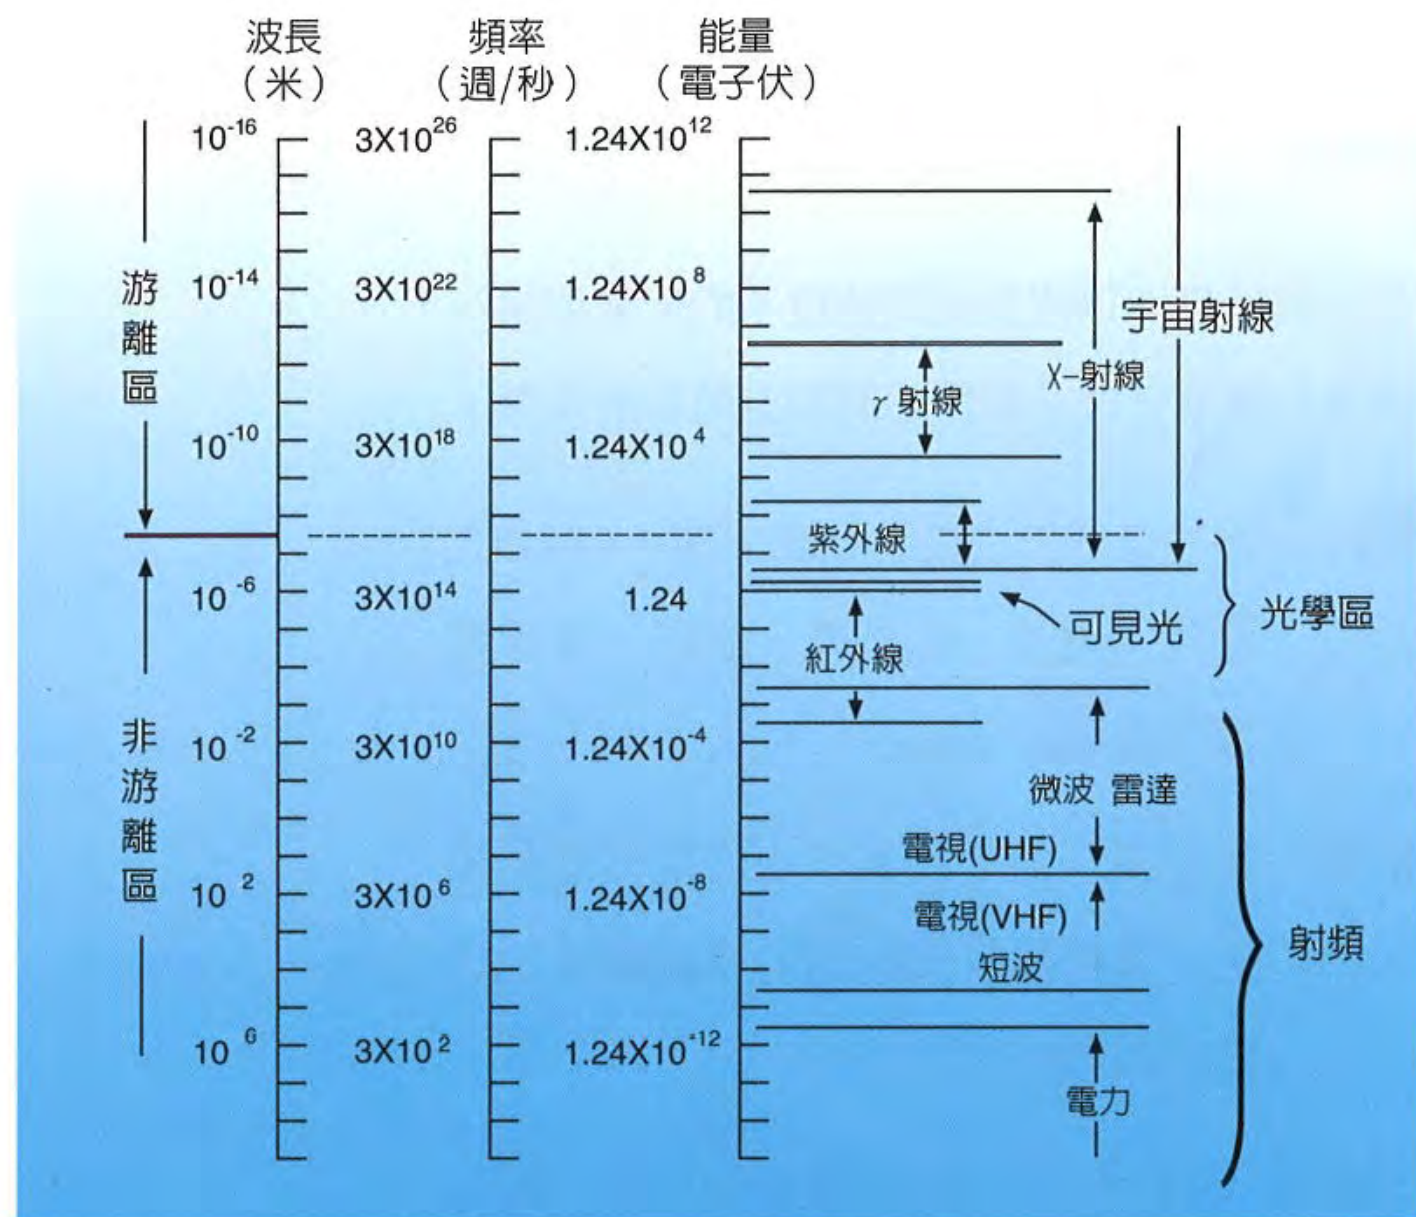 波長
（米）
頻率
（週/秒）
能量
（電子伏）
10⁻¹⁶ 3X10²⁶ 1.24X10¹²
10⁻¹⁴ 3X10²² 1.24X10⁸
10⁻¹⁰ 3X10¹⁸ 1.24X10⁴
10⁻⁶ 3X10¹⁴ 1.24
10⁻² 3X10¹⁰ 1.24X10⁻⁴
10² 3X10⁶ 1.24X10⁻⁸
10⁶ 3X10² 1.24X10⁻¹²
游離區
非游離區
宇宙射線
X-射線
γ 射線
紫外線
可見光
光學區
紅外線
微波 雷達
電視(UHF)
電視(VHF)
短波
射頻
電力